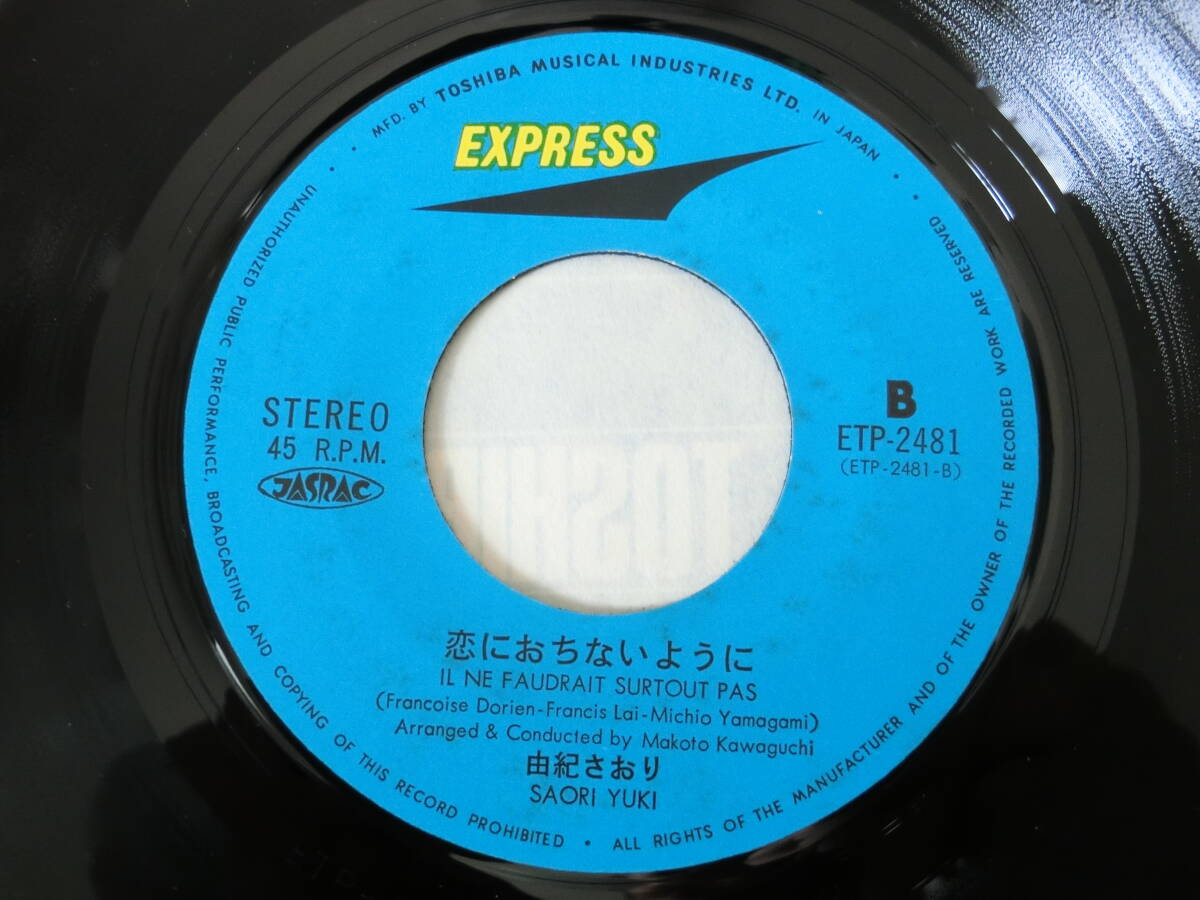 MFD. BY TOSHIBA MUSICAL INDUSTRIES LTD. IN JAPAN
EXPRESS
STEREO
45 R.P.M.
JASRAC
B
ETP-2481
(ETP-2481-B)
恋におちないように
IL NE FAUDRAIT SURTOUT PAS
(Francoise Dorien-Francis Lai-Michio Yamagami)
Arranged & Conducted by Makoto Kawaguchi
由紀さおり
SAORI YUKI
UNAUTHORIZED PUBLIC PERFORMANCE, BROADCASTING AND COPYING OF THIS RECORD PROHIBITED • ALL RIGHTS OF THE MANUFACTURER AND OF THE OWNER OF THE RECORDED WORK ARE RESERVED